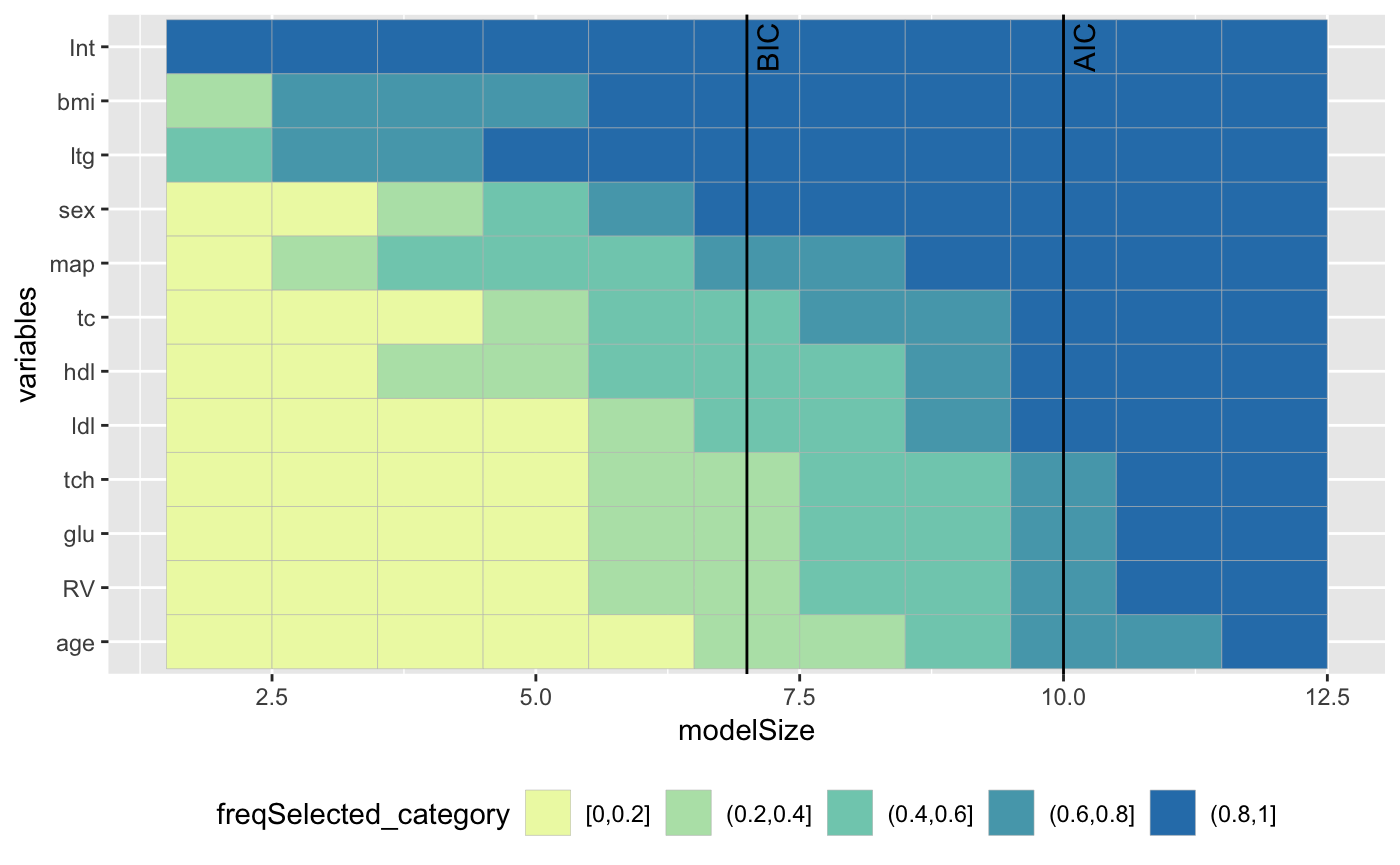 BIC
AIC
Int
bmi
ltg
sex
map
tc
hdl
ldl
tch
glu
RV
age
variables
2.5
5.0
7.5
10.0
12.5
modelSize
freqSelected_category
[0,0.2]
(0.2,0.4]
(0.4,0.6]
(0.6,0.8]
(0.8,1]